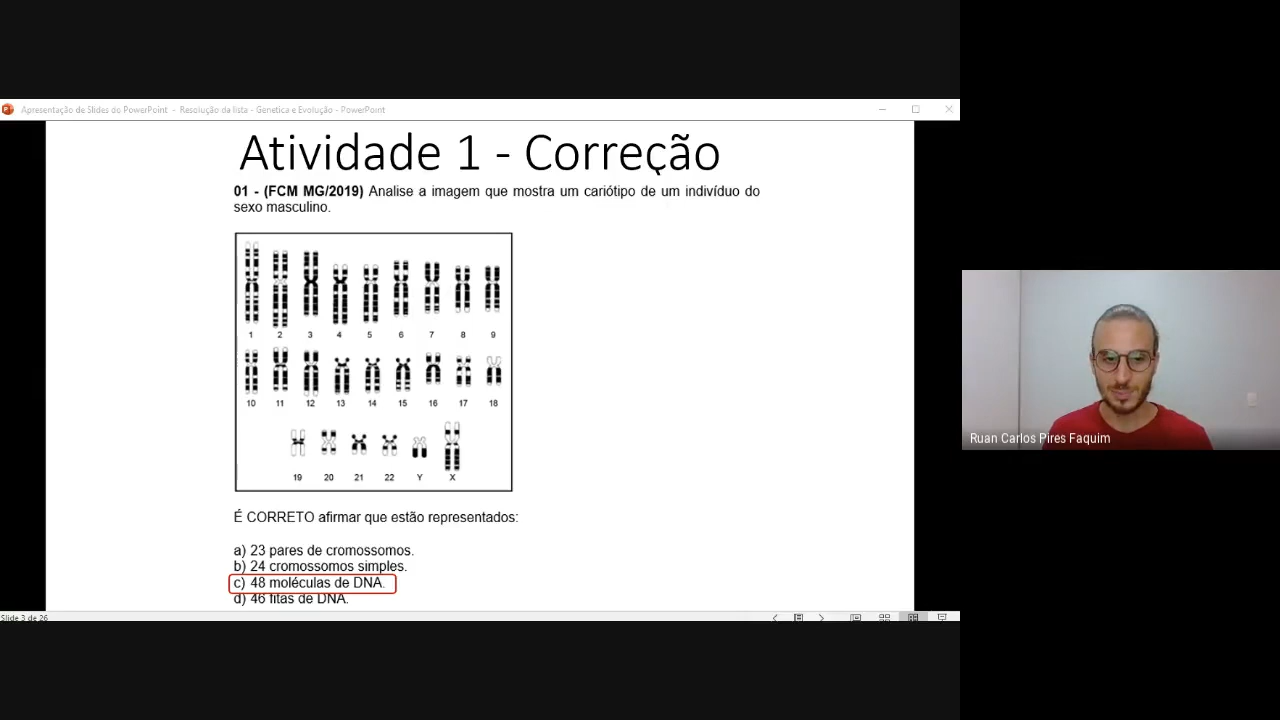 Apresentação de Slides do PowerPoint - Resolução da lista - Genetica e Evolução - PowerPoint
Atividade 1 - Correção
01 - (FCM MG/2019) Analise a imagem que mostra um cariótipo de um indivíduo do
sexo masculino.
1 2 3 4 5 6 7 8 9
10 11 12 13 14 15 16 17 18
19 20 21 22 Y X
É CORRETO afirmar que estão representados:
a) 23 pares de cromossomos.
b) 24 cromossomos simples.
c) 48 moléculas de DNA.
d) 46 fitas de DNA.
Slide 3 de 26
Ruan Carlos Pires Faquim